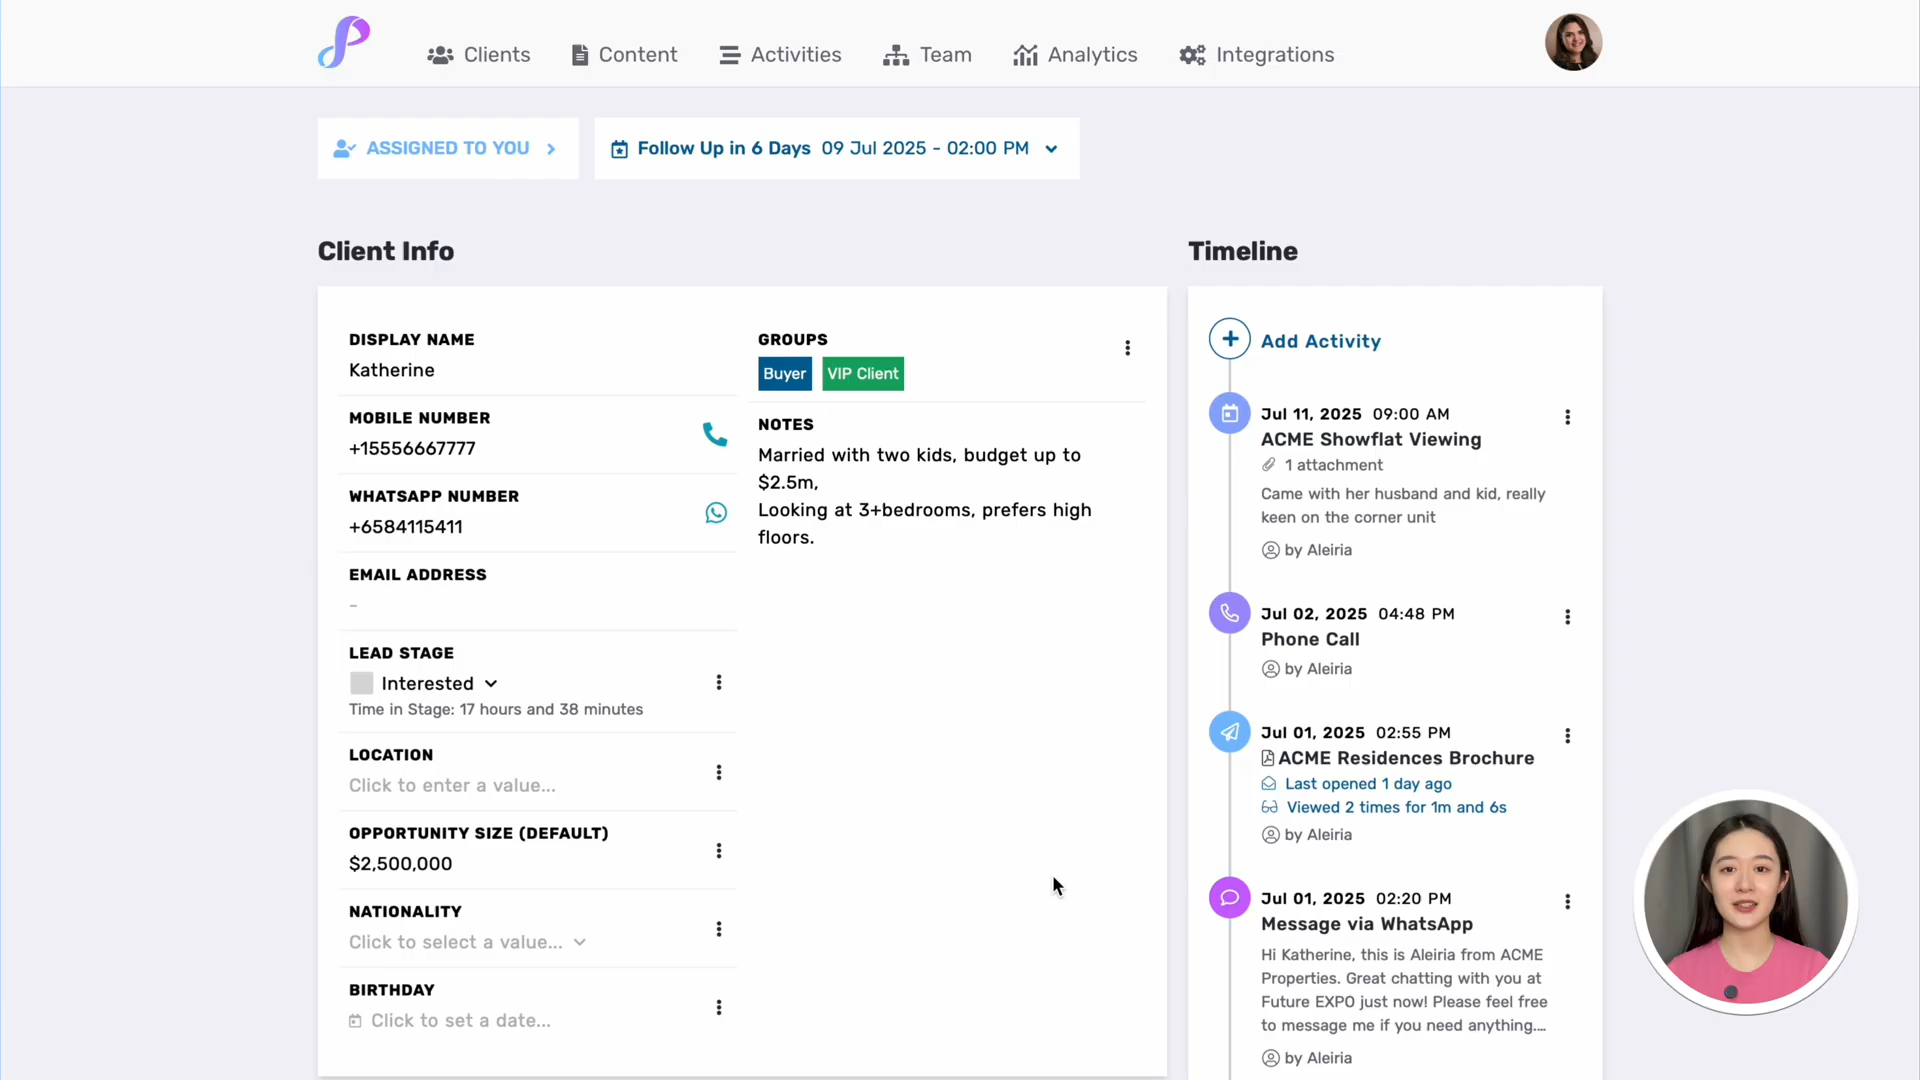 Clients
Content
Activities
Team
Analytics
Integrations
ASSIGNED TO YOU
Follow Up in 6 Days 09 Jul 2025 - 02:00 PM
Client Info
DISPLAY NAME
Katherine
MOBILE NUMBER
+15556667777
WHATSAPP NUMBER
+6584115411
EMAIL ADDRESS
-
LEAD STAGE
Interested
Time in Stage: 17 hours and 38 minutes
LOCATION
Click to enter a value...
OPPORTUNITY SIZE (DEFAULT)
$2,500,000
NATIONALITY
Click to select a value...
BIRTHDAY
Click to set a date...
GROUPS
Buyer VIP Client
NOTES
Married with two kids, budget up to
$2.5m,
Looking at 3+bedrooms, prefers high
floors.
Timeline
Add Activity
Jul 11, 2025 09:00 AM
ACME Showflat Viewing
1 attachment
Came with her husband and kid, really
keen on the corner unit
by Aleiria
Jul 02, 2025 04:48 PM
Phone Call
by Aleiria
Jul 01, 2025 02:55 PM
ACME Residences Brochure
Last opened 1 day ago
Viewed 2 times for 1m and 6s
by Aleiria
Jul 01, 2025 02:20 PM
Message via WhatsApp
Hi Katherine, this is Aleiria from ACME
Properties. Great chatting with you at
Future EXPO just now! Please feel free
to message me if you need anything....
by Aleiria